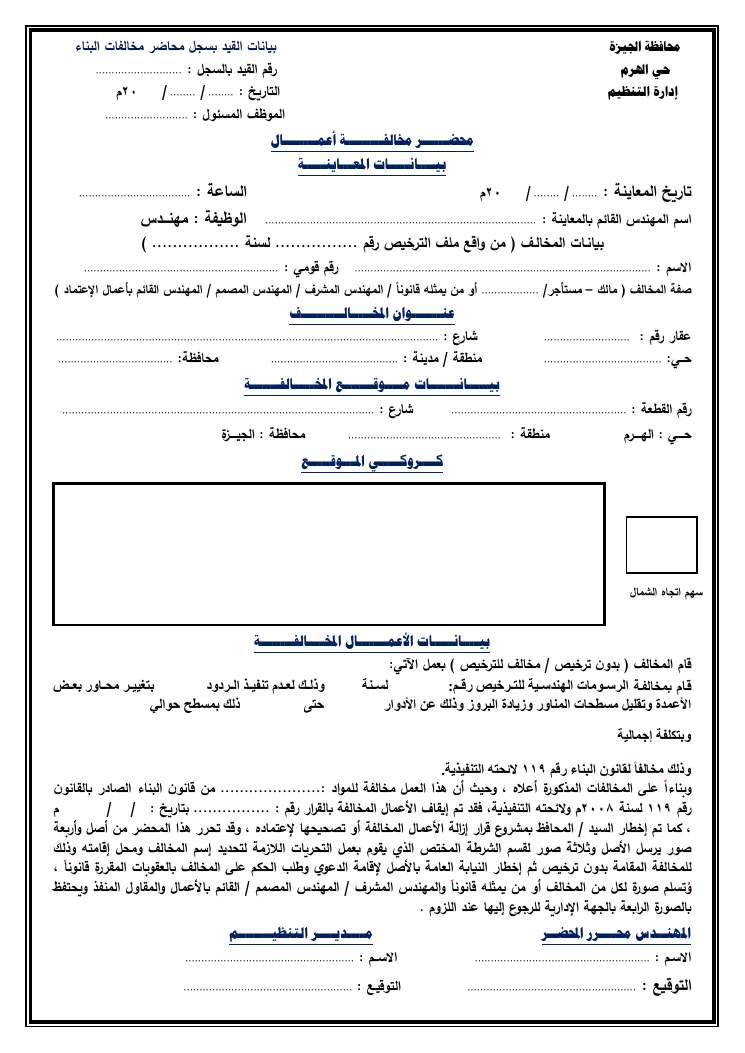 محافظة الجيزة
حي الهرم
إدارة التنظيم
بيانات القيد بسجل محاضر مخالفات البناء
رقم القيد بالسجل : ...........................
التاريخ : ........ / ........ / ٢٠م
الموظف المسئول : ..........................
محضر مخالفة أعمال
بيانات المعاينة
تاريخ المعاينة : ........ / ........ / ٢٠م الساعة : ...................................
اسم المهندس القائم بالمعاينة : ..................................................................................... الوظيفة : مهندس
بيانات المخالف ( من واقع ملف الترخيص رقم ................ لسنة ................. )
الاسم : ............................................................................................. رقم قومي : .............................................................
صفة المخالف ( مالك – مستأجر/ .................. أو من يمثله قانوناً / المهندس المشرف / المهندس المصمم / المهندس القائم بأعمال الإعتماد )
عنوان المخالف
عقار رقم : ........................... شارع : ........................................................................................................................
حي: .............................................. منطقة / مدينة : ........................................ محافظة: ....................................
بيانات موقع المخالفة
رقم القطعة : ....................................................... شارع : ..................................................................................................
حي : الهرم منطقة : ................................................ محافظة : الجيزة
كروكي الموقع
سهم اتجاه الشمال
بيانات الأعمال المخالفة
قام المخالف ( بدون ترخيص / مخالف للترخيص ) بعمل الآتي:
قام بمخالفة الرسومات الهندسية للترخيص رقم: لسنة وذلك لعدم تنفيذ الردود بتغيير محاور بعض
الأعمدة وتقليل مسطحات المناور وزيادة البروز وذلك عن الأدوار حتى ذلك بمسطح حوالي
وبتكلفة إجمالية
وذلك مخالفاً لقانون البناء رقم ١١٩ لائحته التنفيذية.
وبناءاً على المخالفات المذكورة أعلاه ، وحيث أن هذا العمل مخالفة للمواد :.................... من قانون البناء الصادر بالقانون
رقم ١١٩ لسنة ٢٠٠٨م ولائحته التنفيذية، فقد تم إيقاف الأعمال المخالفة بالقرار رقم : ............... بتاريخ : / / م
، كما تم إخطار السيد / المحافظ بمشروع قرار إزالة الأعمال المخالفة أو تصحيحها لإعتماده ، وقد تحرر هذا المحضر من أصل وأربعة
صور يرسل الأصل وثلاثة صور لقسم الشرطة المختص الذي يقوم بعمل التحريات اللازمة لتحديد إسم المخالف ومحل إقامته وذلك
للمخالفة المقامة بدون ترخيص ثم إخطار النيابة العامة بالأصل لإقامة الدعوي وطلب الحكم على المخالف بالعقوبات المقررة قانوناً ،
وتسلم صورة لكل من المخالف أو من يمثله قانوناً والمهندس المشرف / المهندس المصمم / القائم بالأعمال والمقاول المنفذ ويحتفظ
بالصورة الرابعة بالجهة الإدارية للرجوع إليها عند اللزوم .
المهندس محرر المحضر مدير التنظيم
الاسم : ....................................................... الاسم : .....................................................
التوقيع : ..................................................... التوقيع : .....................................................